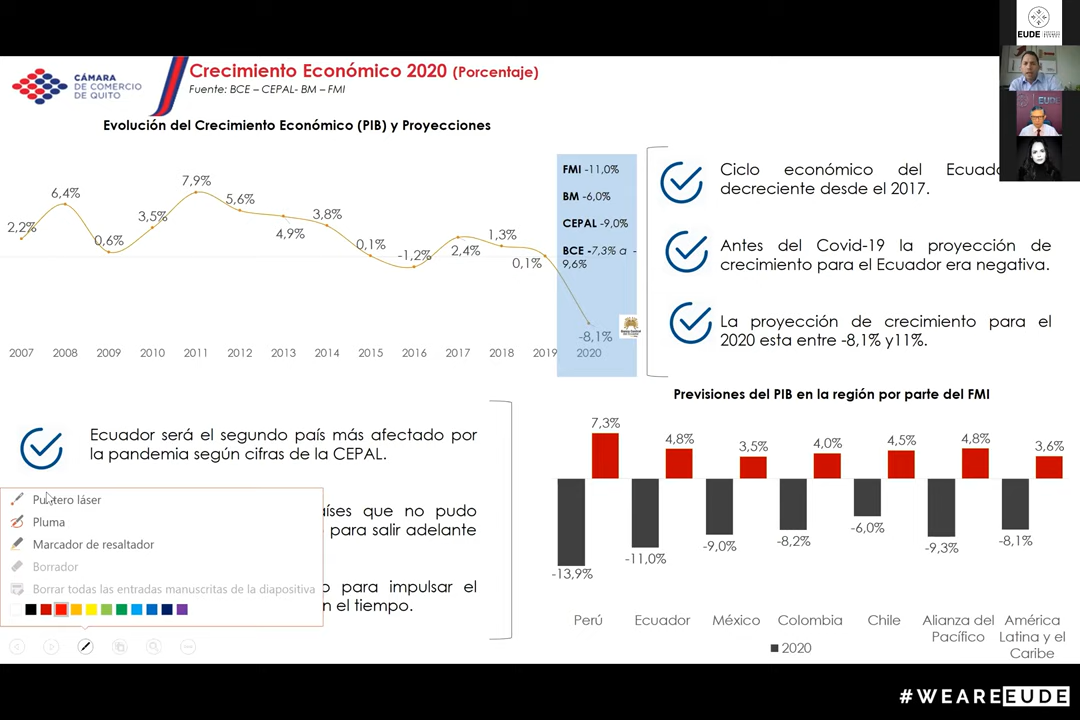 EUDE
CÁMARA
DE COMERCIO
DE QUITO
Crecimiento Económico 2020 (Porcentaje)
Fuente: BCE – CEPAL- BM – FMI
Evolución del Crecimiento Económico (PIB) y Proyecciones
2,2%
6,4%
0,6%
3,5%
7,9%
5,6%
4,9%
3,8%
0,1%
-1,2%
2,4%
1,3%
0,1%
-8,1%
FMI -11,0%
BM -6,0%
CEPAL -9,0%
BCE -7,3% a -
9,6%
2007 2008 2009 2010 2011 2012 2013 2014 2015 2016 2017 2018 2019 2020
Ciclo económico del
decreciente desde el 2017.
Antes del Covid-19 la proyección de
crecimiento para el Ecuador era negativa.
La proyección de crecimiento para el
2020 esta entre -8,1% y11%.
Ecuador será el segundo país más afectado por
la pandemia según cifras de la CEPAL.
que no pudo
para salir adelante
para impulsar el
el tiempo.
Puntero láser
Pluma
Marcador de resaltador
Borrador
Borrar todas las entradas manuscritas de la diapositiva
Previsiones del PIB en la región por parte del FMI
7,3% 4,8% 3,5% 4,0% 4,5% 4,8% 3,6%
-13,9% -11,0% -9,0% -8,2% -6,0% -9,3% -8,1%
Perú Ecuador México Colombia Chile Alianza del
Pacífico América
Latina y el
Caribe
2020
#WEAREEUDE